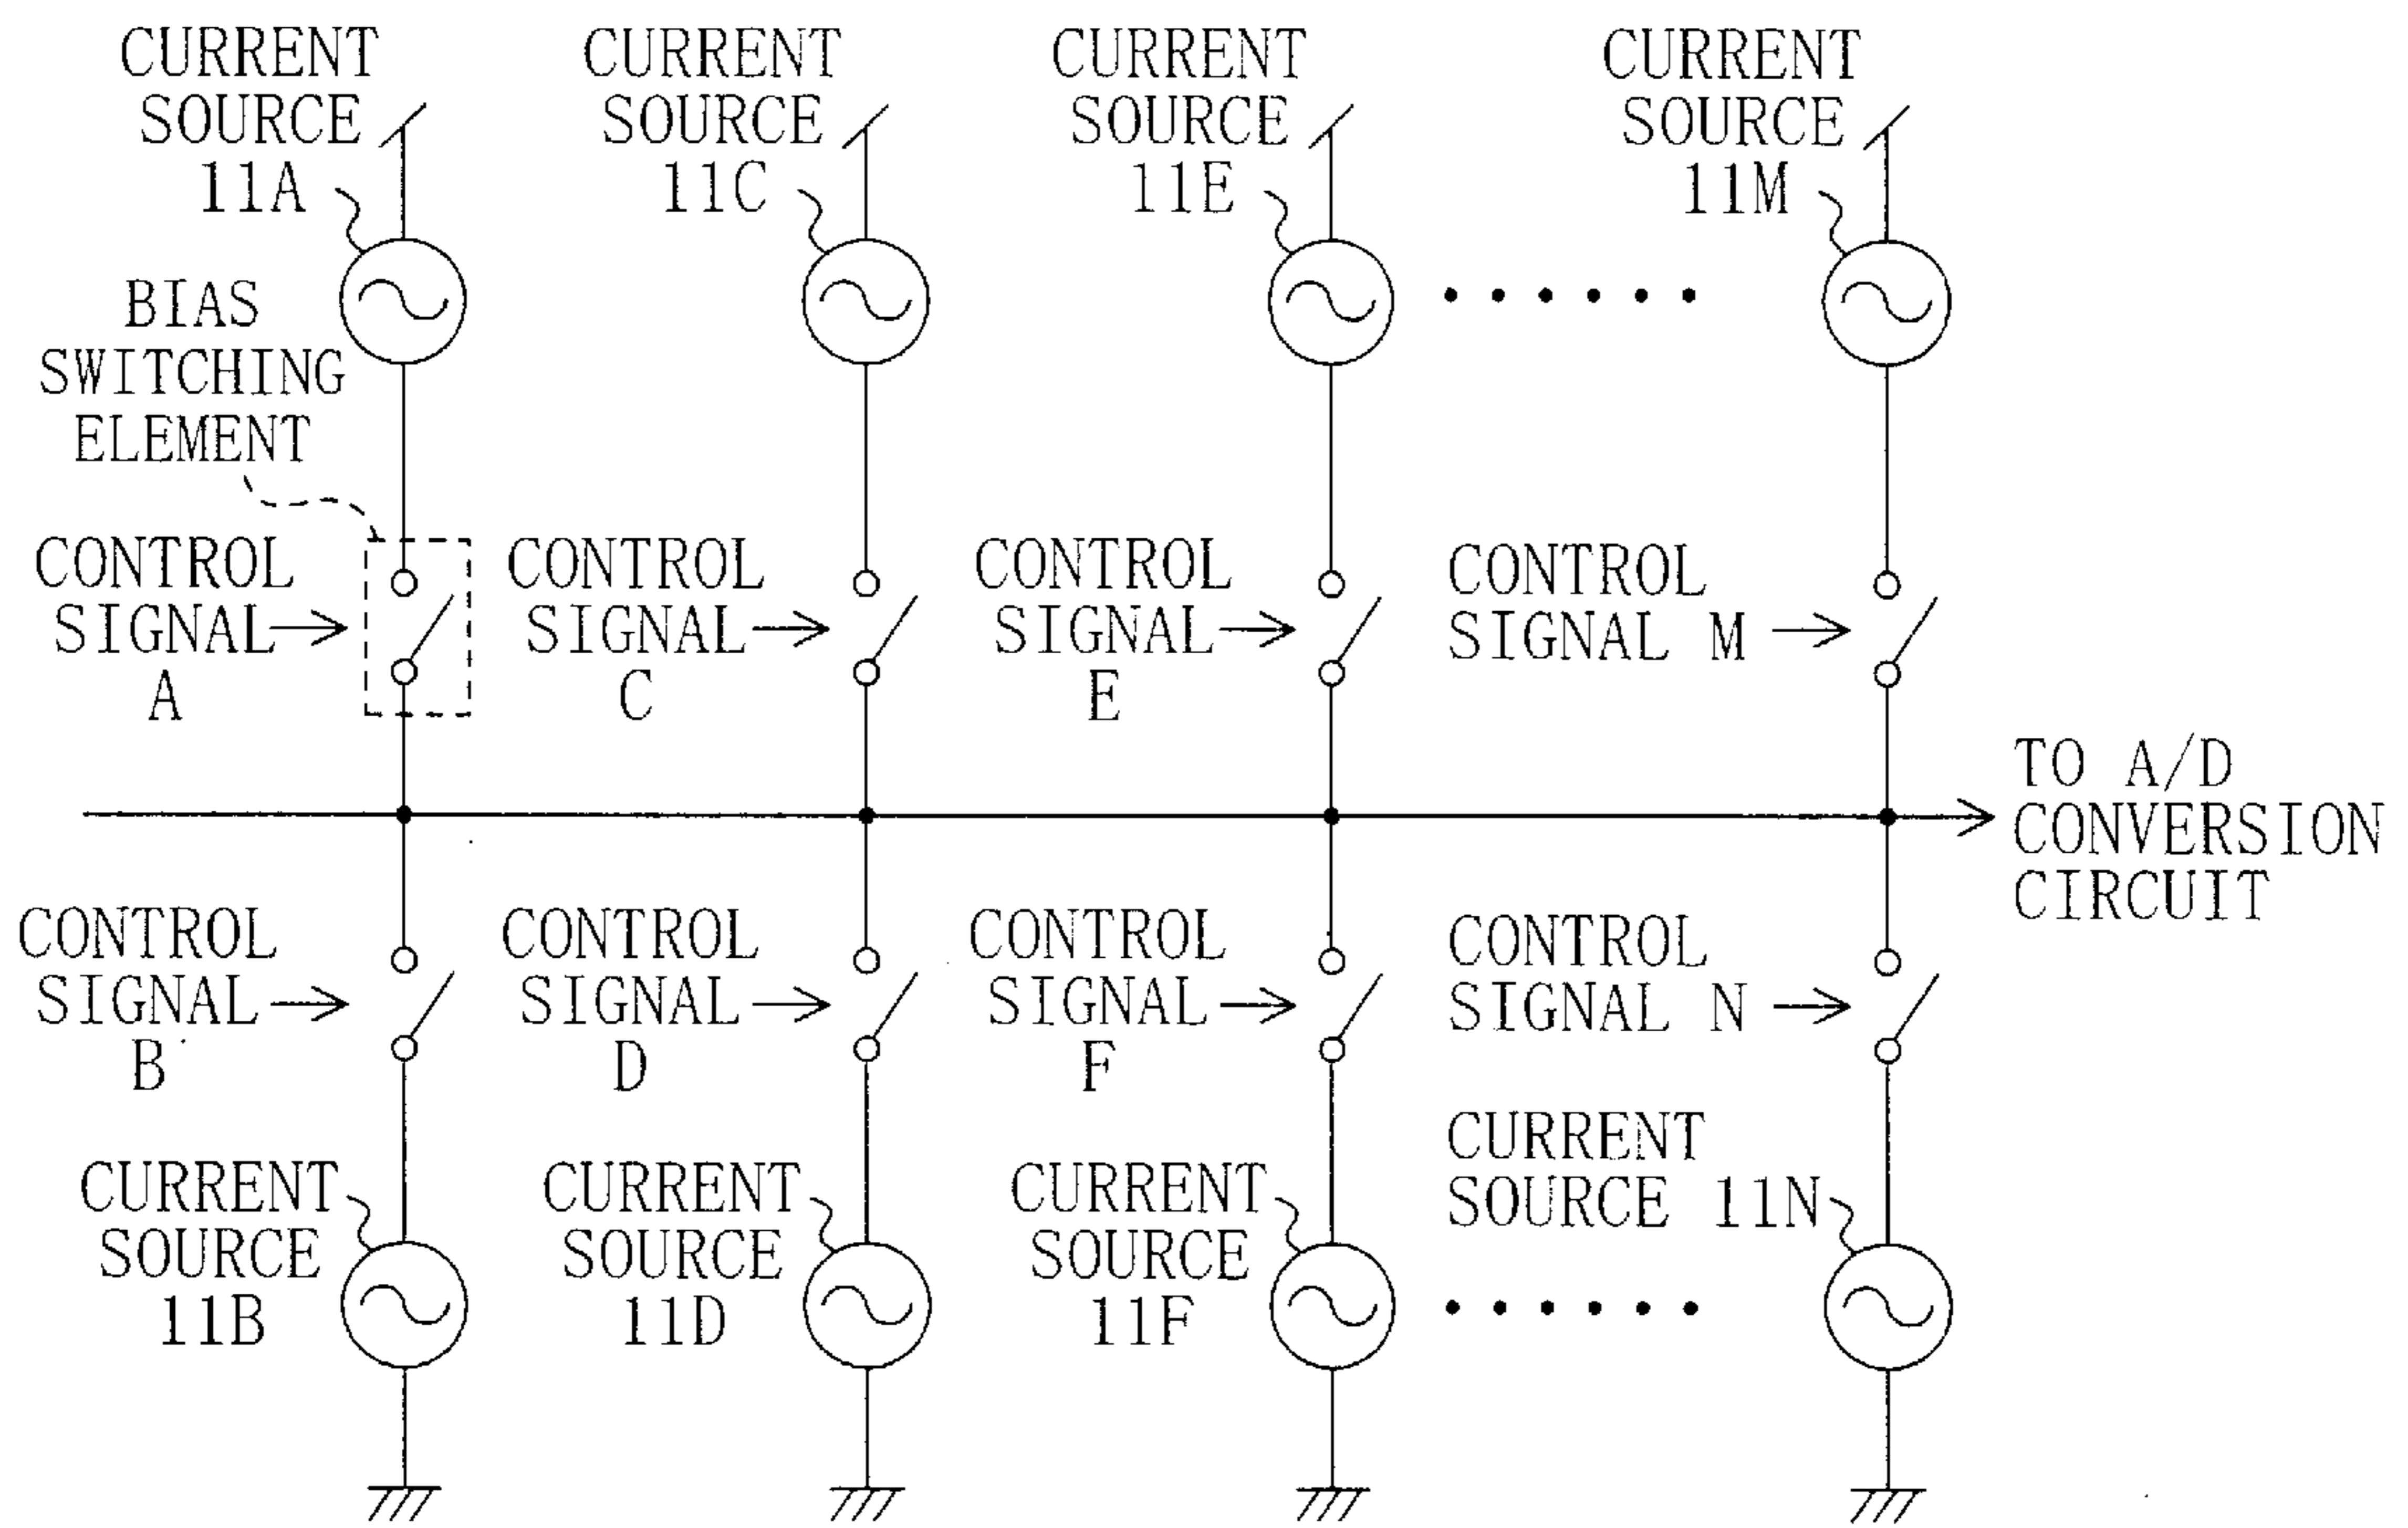 CURRENT
SOURCE
11A
CURRENT
SOURCE
11C
CURRENT
SOURCE
11E
CURRENT
SOURCE
11M
BIAS
SWITCHING
ELEMENT
CONTROL
SIGNAL
A
CONTROL
SIGNAL
C
CONTROL
SIGNAL
E
CONTROL
SIGNAL M
TO A/D
CONVERSION
CIRCUIT
CONTROL
SIGNAL
B
CONTROL
SIGNAL
D
CONTROL
SIGNAL
F
CONTROL
SIGNAL N
CURRENT
SOURCE
11B
CURRENT
SOURCE
11D
CURRENT
SOURCE
11F
CURRENT
SOURCE 11N